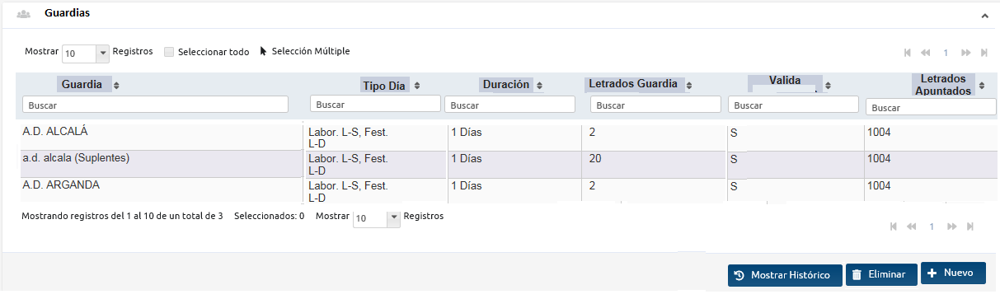 Guardias
Mostrar 10 Registros Seleccionar todo Selección Múltiple
1
Guardia Tipo Día Duración Letrados Guardia Valida Letrados Apuntados
Buscar Buscar Buscar Buscar Buscar Buscar
A.D. ALCALÁ Labor. L-S, Fest. L-D 1 Días 2 S 1004
a.d. alcala (Suplentes) Labor. L-S, Fest. L-D 1 Días 20 S 1004
A.D. ARGANDA Labor. L-S, Fest. L-D 1 Días 2 S 1004
Mostrando registros del 1 al 10 de un total de 3 Seleccionados: 0 Mostrar 10 Registros
1
Mostrar Histórico Eliminar Nuevo